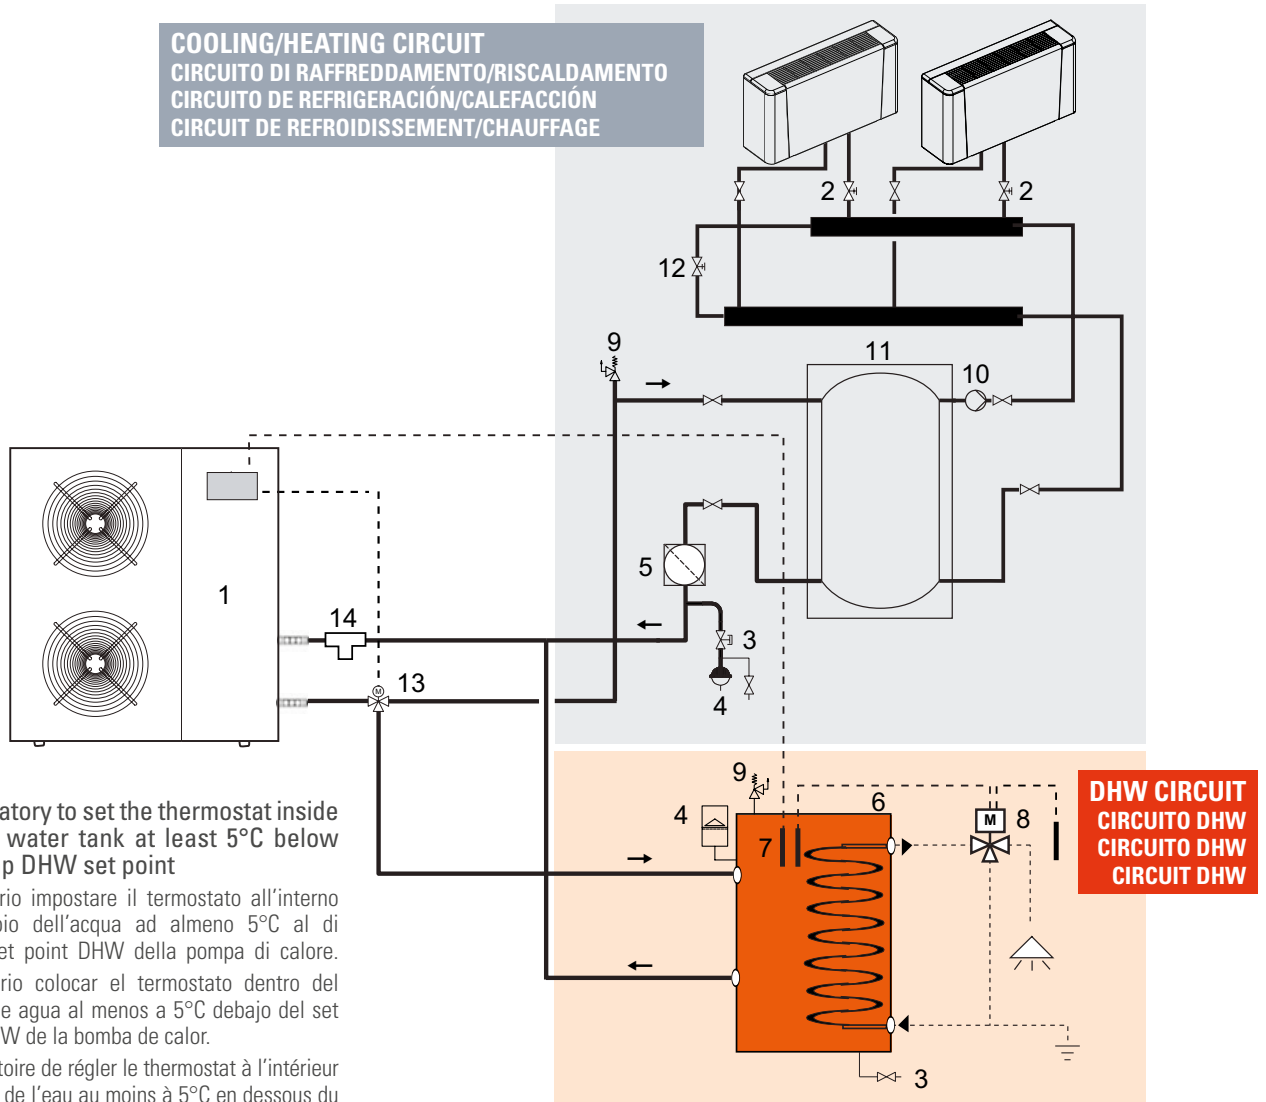 COOLING/HEATING CIRCUIT
CIRCUITO DI RAFFREDDAMENTO/RISCALDAMENTO
CIRCUITO DE REFRIGERACIÓN/CALEFACCIÓN
CIRCUIT DE REFROIDISSEMENT/CHAUFFAGE
2
2
12
9
11
10
5
1
14
3
13
4
M
9
4
6
7
M
8
3
DHW CIRCUIT
CIRCUITO DHW
CIRCUITO DHW
CIRCUIT DHW
atory to set the thermostat inside
water tank at least 5°C below
p DHW set point
rio impostare il termostato all'interno
oio dell'acqua ad almeno 5°C al di
et point DHW della pompa di calore.
rio colocar el termostato dentro del
e agua al menos a 5°C debajo del set
W de la bomba de calor.
toire de régler le thermostat à l'intérieur
de l'eau au moins à 5°C en dessous du